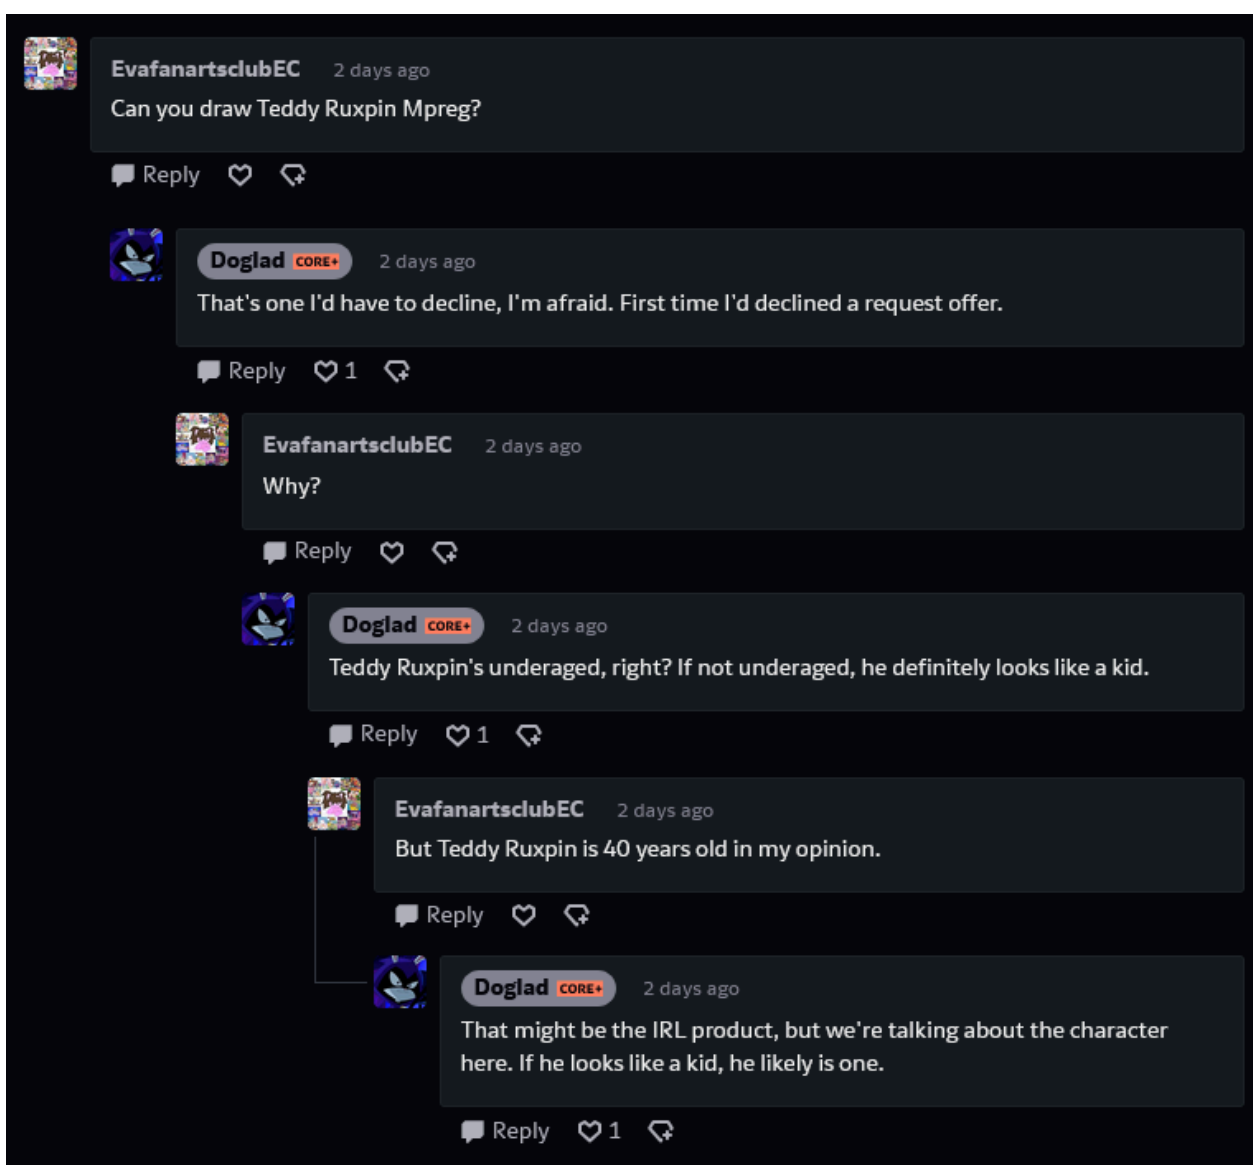 EvafanartsclubEC 2 days ago
Can you draw Teddy Ruxpin Mpreg?
Reply
Doglad CORE+ 2 days ago
That's one I'd have to decline, I'm afraid. First time I'd declined a request offer.
Reply 1
EvafanartsclubEC 2 days ago
Why?
Reply
Doglad CORE+ 2 days ago
Teddy Ruxpin's underaged, right? If not underaged, he definitely looks like a kid.
Reply 1
EvafanartsclubEC 2 days ago
But Teddy Ruxpin is 40 years old in my opinion.
Reply
Doglad CORE+ 2 days ago
That might be the IRL product, but we're talking about the character
here. If he looks like a kid, he likely is one.
Reply 1